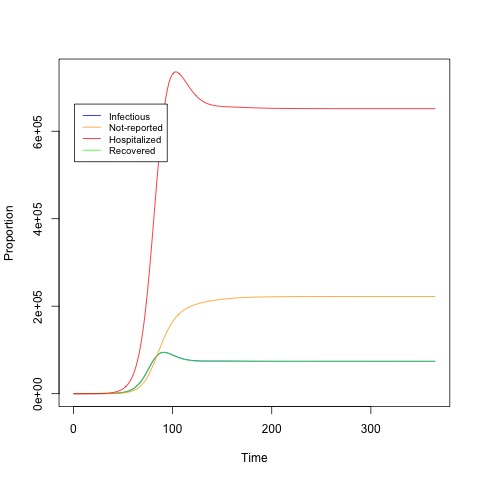 Proportion
6e+05
4e+05
2e+05
0e+00
Infectious
Not-reported
Hospitalized
Recovered
0 100 200 300
Time